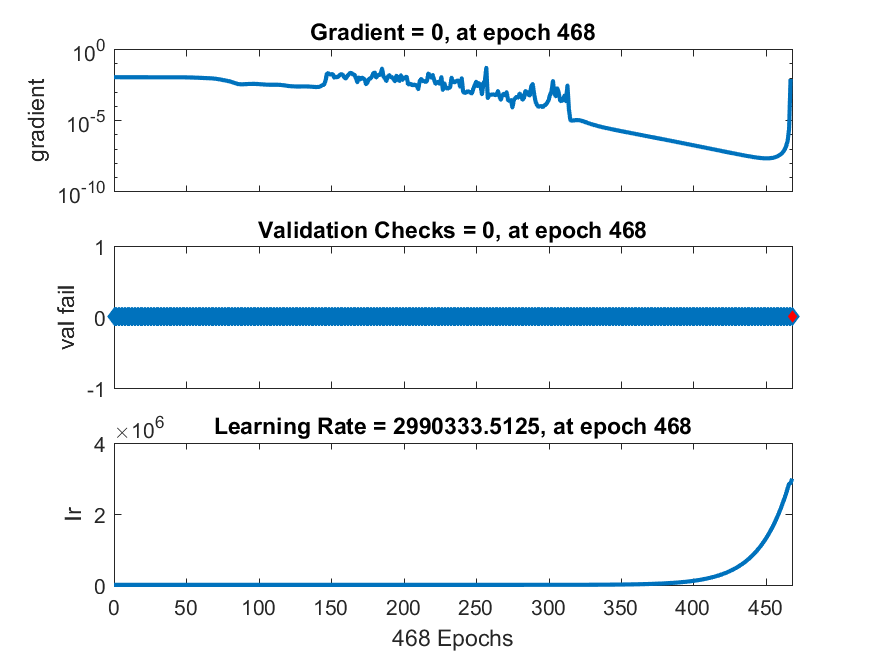 Gradient = 0, at epoch 468
10^0
10^-5
10^-10
gradient
Validation Checks = 0, at epoch 468
1
0
-1
val fail
×10^6
Learning Rate = 2990333.5125, at epoch 468
4
2
0
lr
0 50 100 150 200 250 300 350 400 450
468 Epochs